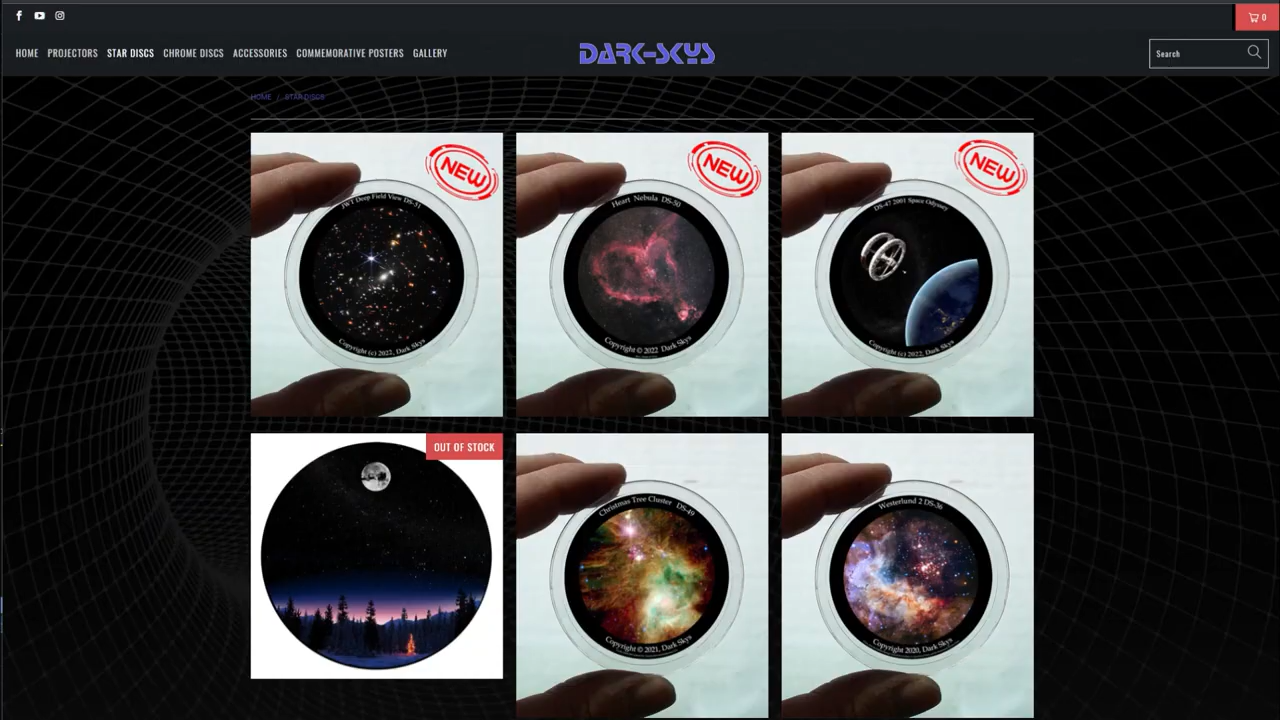 0
HOME PROJECTORS STAR DISCS CHROME DISCS ACCESSORIES COMMEMORATIVE POSTERS GALLERY
DARK-SKYS
Search
HOME / STAR DISCS
NEW
JWT Deep Field View DS-51
Copyright (c) 2022, Dark Skys
NEW
Heart Nebula DS-50
Copyright © 2022 Dark Skys
NEW
DS-47 2001 Space Odyssey
Copyright (c) 2022, Dark Skys
OUT OF STOCK
Christmas Tree Cluster DS-49
Copyright © 2021, Dark Skys
Westerlund 2 DS-36
Copyright 2020, Dark Skys